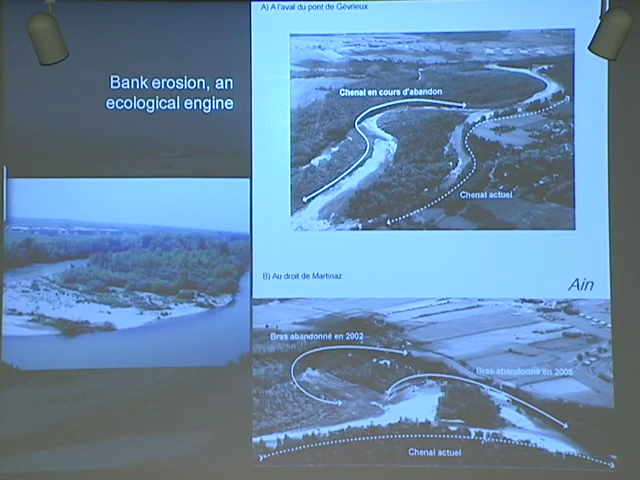 Bank erosion, an
ecological engine
A) A l'aval du pont de Gévrieux
Chenal en cours d'abandon
Chenal actuel
B) Au droit de Martinaz
Ain
Bras abandonné en 2002
Bras abandonné en 2005
Chenal actuel